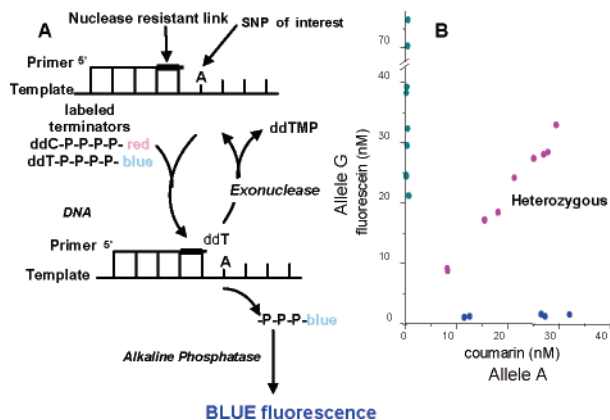 A
Nuclease resistant link
SNP of interest
Primer 5'
A
Template
labeled
terminators
ddC-P-P-P-P- red
ddT-P-P-P-P- blue
ddTMP
Exonuclease
DNA
Primer 5'
ddT
A
Template
-P-P-P-blue
Alkaline Phosphatase
BLUE fluorescence
B
70
40
30
20
10
0
Allele G
fluorescein (nM)
Heterozygous
0
10
20
30
40
coumarin (nM)
Allele A